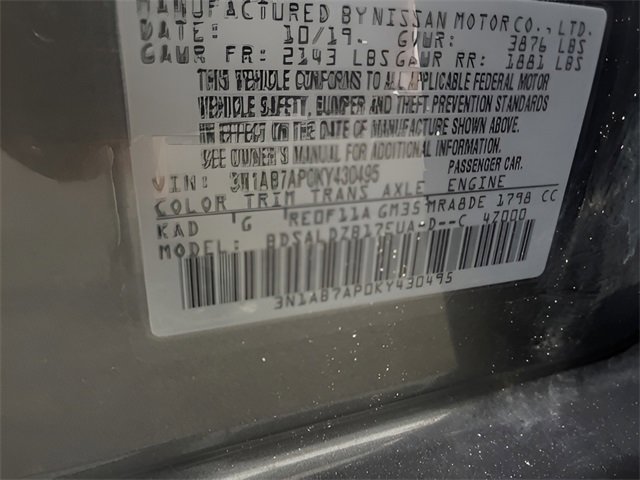 MANUFACTURED BY NISSAN MOTOR CO., LTD.
DATE: 10/19 GVWR: 3876 LBS
GAWR FR: 2143 LBS GAWR RR: 1881 LBS
THIS VEHICLE CONFORMS TO ALL APPLICABLE FEDERAL MOTOR
VEHICLE SAFETY, BUMPER AND THEFT PREVENTION STANDARDS
IN EFFECT ON THE DATE OF MANUFACTURE SHOWN ABOVE.
SEE OWNER'S MANUAL FOR ADDITIONAL INFORMATION.
VIN: 3N1AB7AP0KY430495 PASSENGER CAR.
COLOR TRIM TRANS AXLE ENGINE
KAD G RE0F11A GM35 MRA8DE 1798 CC
MODEL: D--C 47000
3N1AB7AP0KY430495